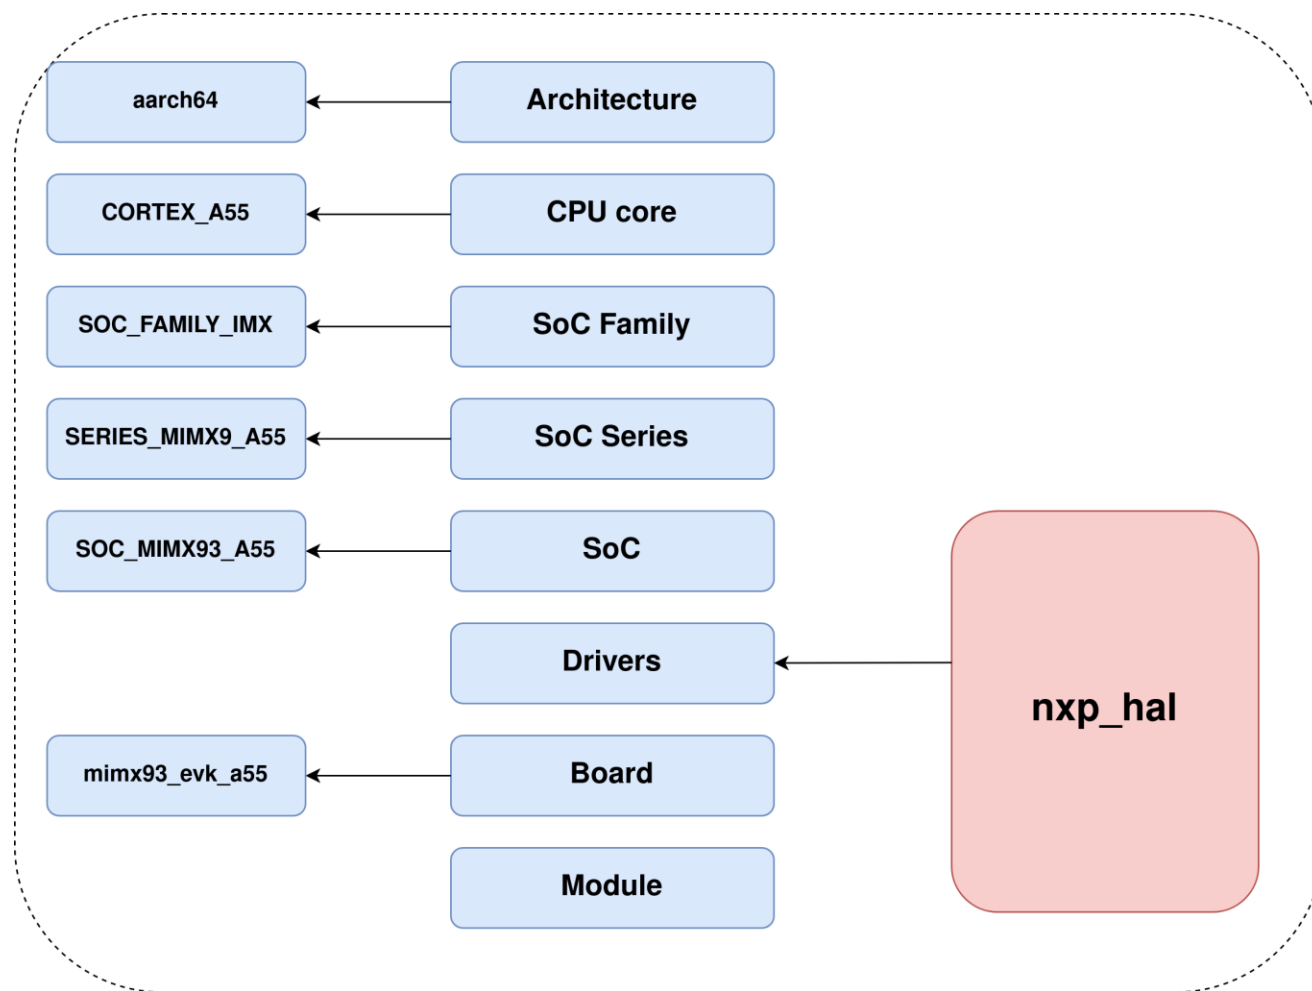 aarch64
Architecture
CORTEX_A55
CPU core
SOC_FAMILY_IMX
SoC Family
SERIES_MIMX9_A55
SoC Series
SOC_MIMX93_A55
SoC
Drivers
nxp_hal
mimx93_evk_a55
Board
Module